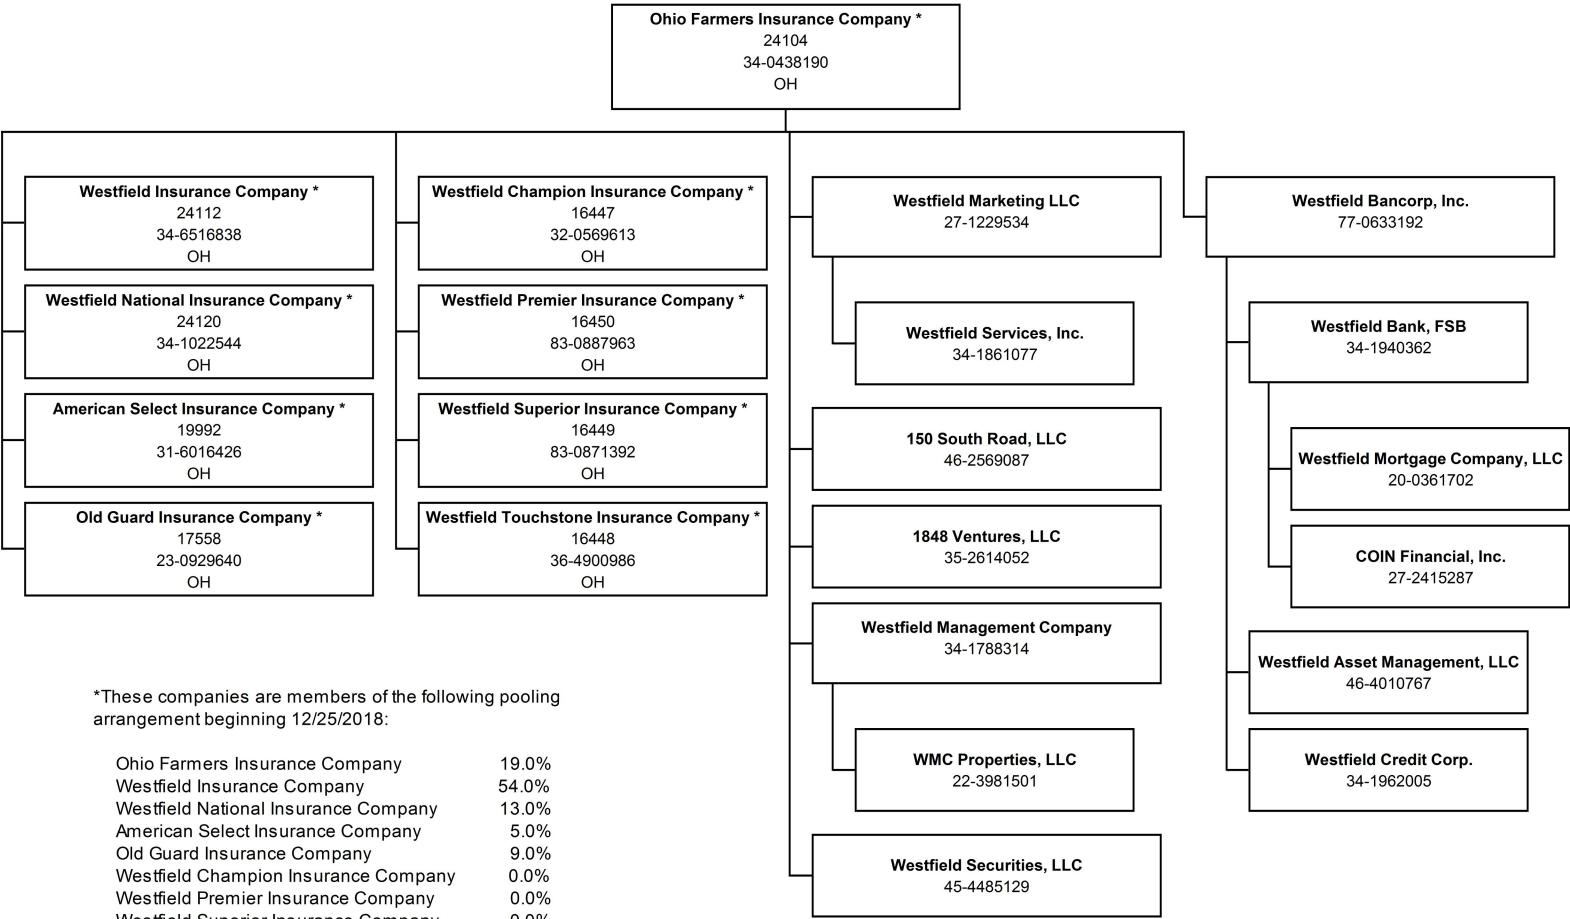 Ohio Farmers Insurance Company *
24104
34-0438190
OH
Westfield Insurance Company *
24112
34-6516838
OH
Westfield National Insurance Company *
24120
34-1022544
OH
American Select Insurance Company *
19992
31-6016426
OH
Old Guard Insurance Company *
17558
23-0929640
OH
Westfield Champion Insurance Company *
16447
32-0569613
OH
Westfield Premier Insurance Company *
16450
83-0887963
OH
Westfield Superior Insurance Company *
16449
83-0871392
OH
Westfield Touchstone Insurance Company *
16448
36-4900986
OH
Westfield Marketing LLC
27-1229534
Westfield Services, Inc.
34-1861077
150 South Road, LLC
46-2569087
1848 Ventures, LLC
35-2614052
Westfield Management Company
34-1788314
WMC Properties, LLC
22-3981501
Westfield Securities, LLC
45-4485129
Westfield Bancorp, Inc.
77-0633192
Westfield Bank, FSB
34-1940362
Westfield Mortgage Company, LLC
20-0361702
COIN Financial, Inc.
27-2415287
Westfield Asset Management, LLC
46-4010767
Westfield Credit Corp.
34-1962005
*These companies are members of the following pooling
arrangement beginning 12/25/2018:
Ohio Farmers Insurance Company 19.0%
Westfield Insurance Company 54.0%
Westfield National Insurance Company 13.0%
American Select Insurance Company 5.0%
Old Guard Insurance Company 9.0%
Westfield Champion Insurance Company 0.0%
Westfield Premier Insurance Company 0.0%
Westfield Superior Insurance Company 0.0%